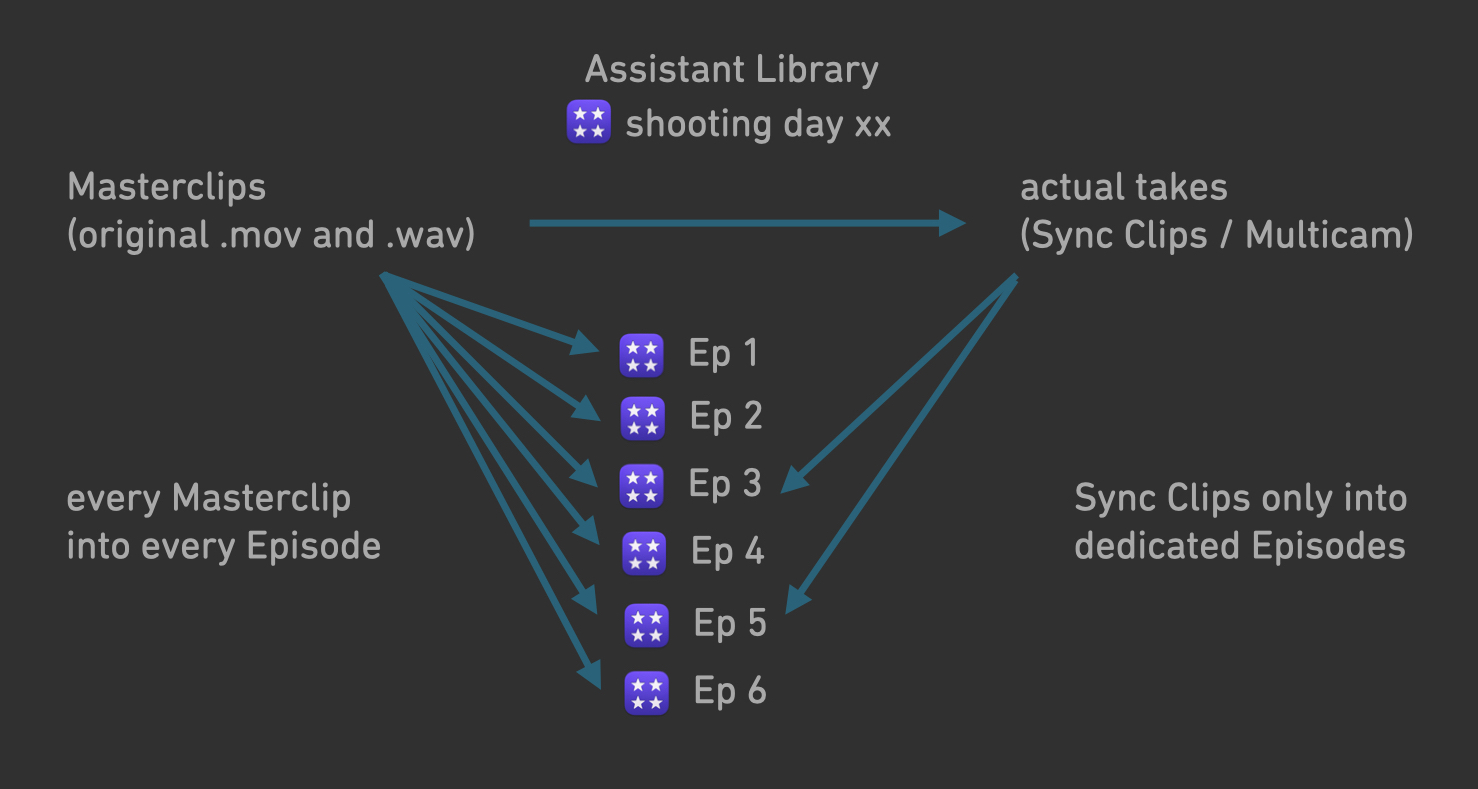 Assistant Library
shooting day xx
Masterclips
(original .mov and .wav)
actual takes
(Sync Clips / Multicam)
Ep 1
Ep 2
Ep 3
Ep 4
Ep 5
Ep 6
every Masterclip
into every Episode
Sync Clips only into
dedicated Episodes